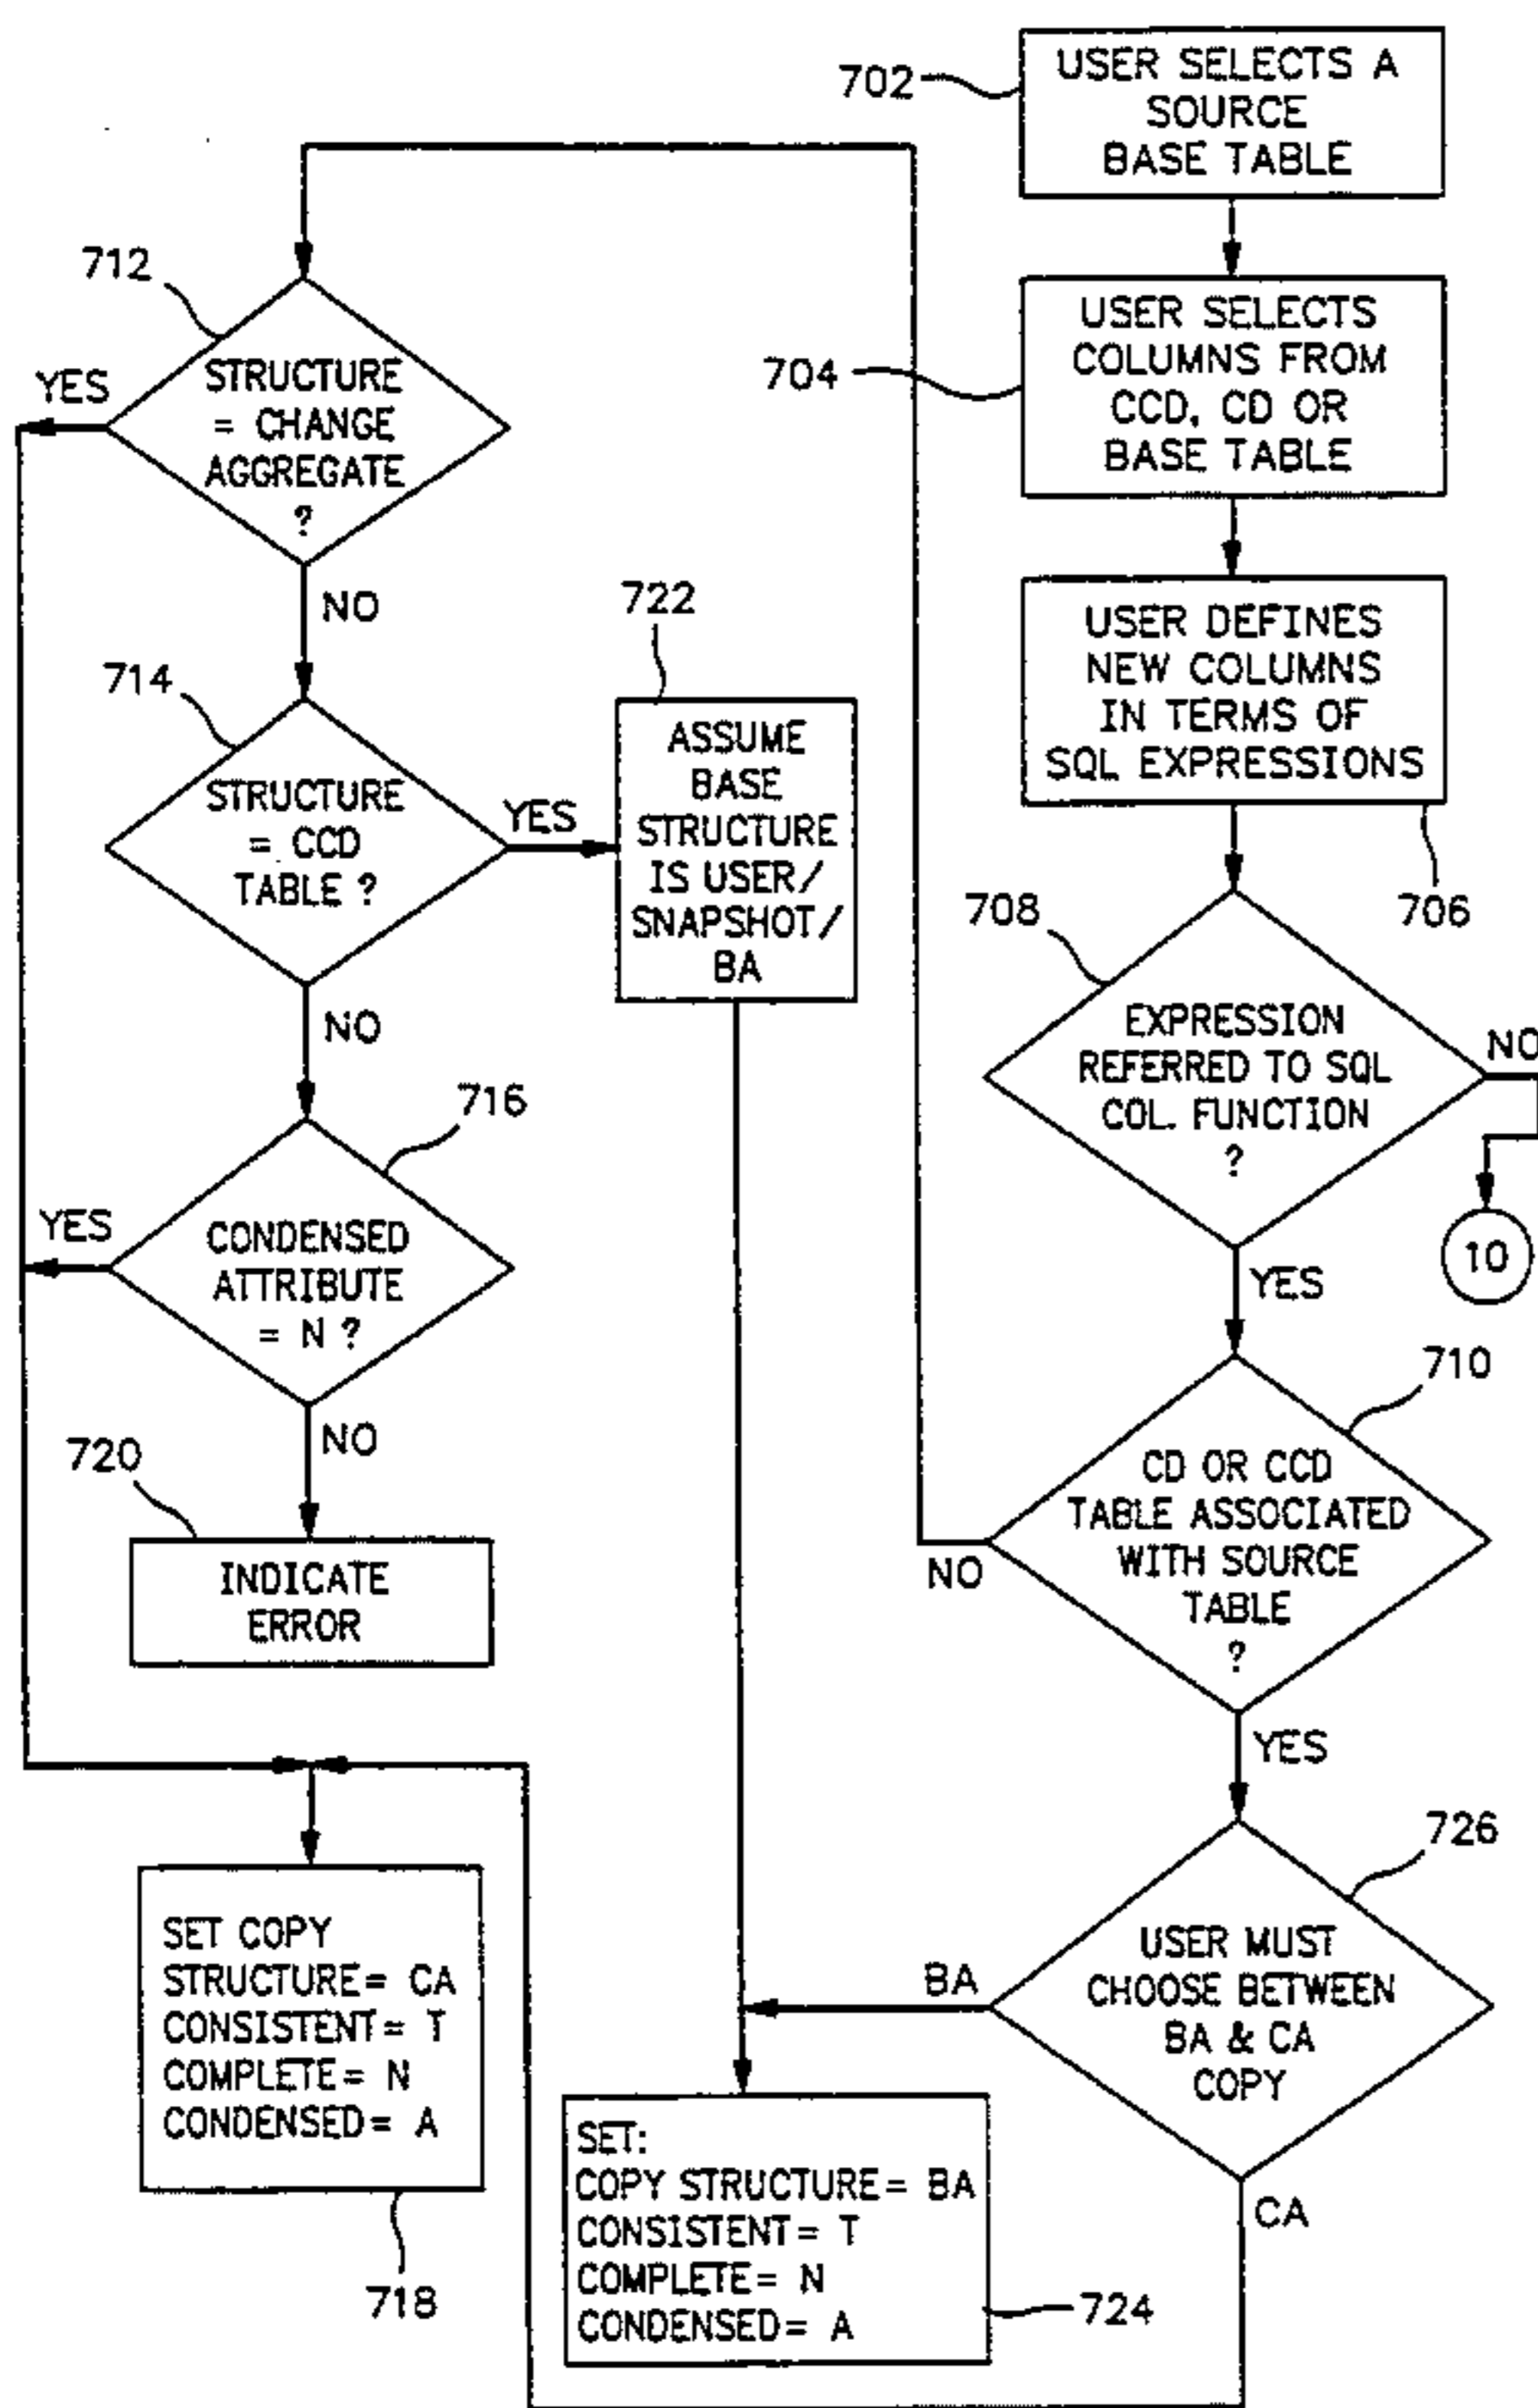 702
USER SELECTS A
SOURCE
BASE TABLE
704
USER SELECTS
COLUMNS FROM
CCD, CD OR
BASE TABLE
USER DEFINES
NEW COLUMNS
IN TERMS OF
SQL EXPRESSIONS
706
708
EXPRESSION
REFERRED TO SQL
COL. FUNCTION
?
NO
10
YES
710
CD OR CCD
TABLE ASSOCIATED
WITH SOURCE
TABLE
?
NO
YES
726
USER MUST
CHOOSE BETWEEN
BA & CA
COPY
BA
CA
712
STRUCTURE
= CHANGE
AGGREGATE
?
YES
NO
714
STRUCTURE
= CCD
TABLE ?
YES
NO
722
ASSUME
BASE
STRUCTURE
IS USER/
SNAPSHOT/
BA
716
CONDENSED
ATTRIBUTE
= N ?
YES
NO
720
INDICATE
ERROR
SET COPY
STRUCTURE= CA
CONSISTENT= T
COMPLETE= N
CONDENSED= A
718
SET:
COPY STRUCTURE= BA
CONSISTENT= T
COMPLETE= N
CONDENSED= A
724